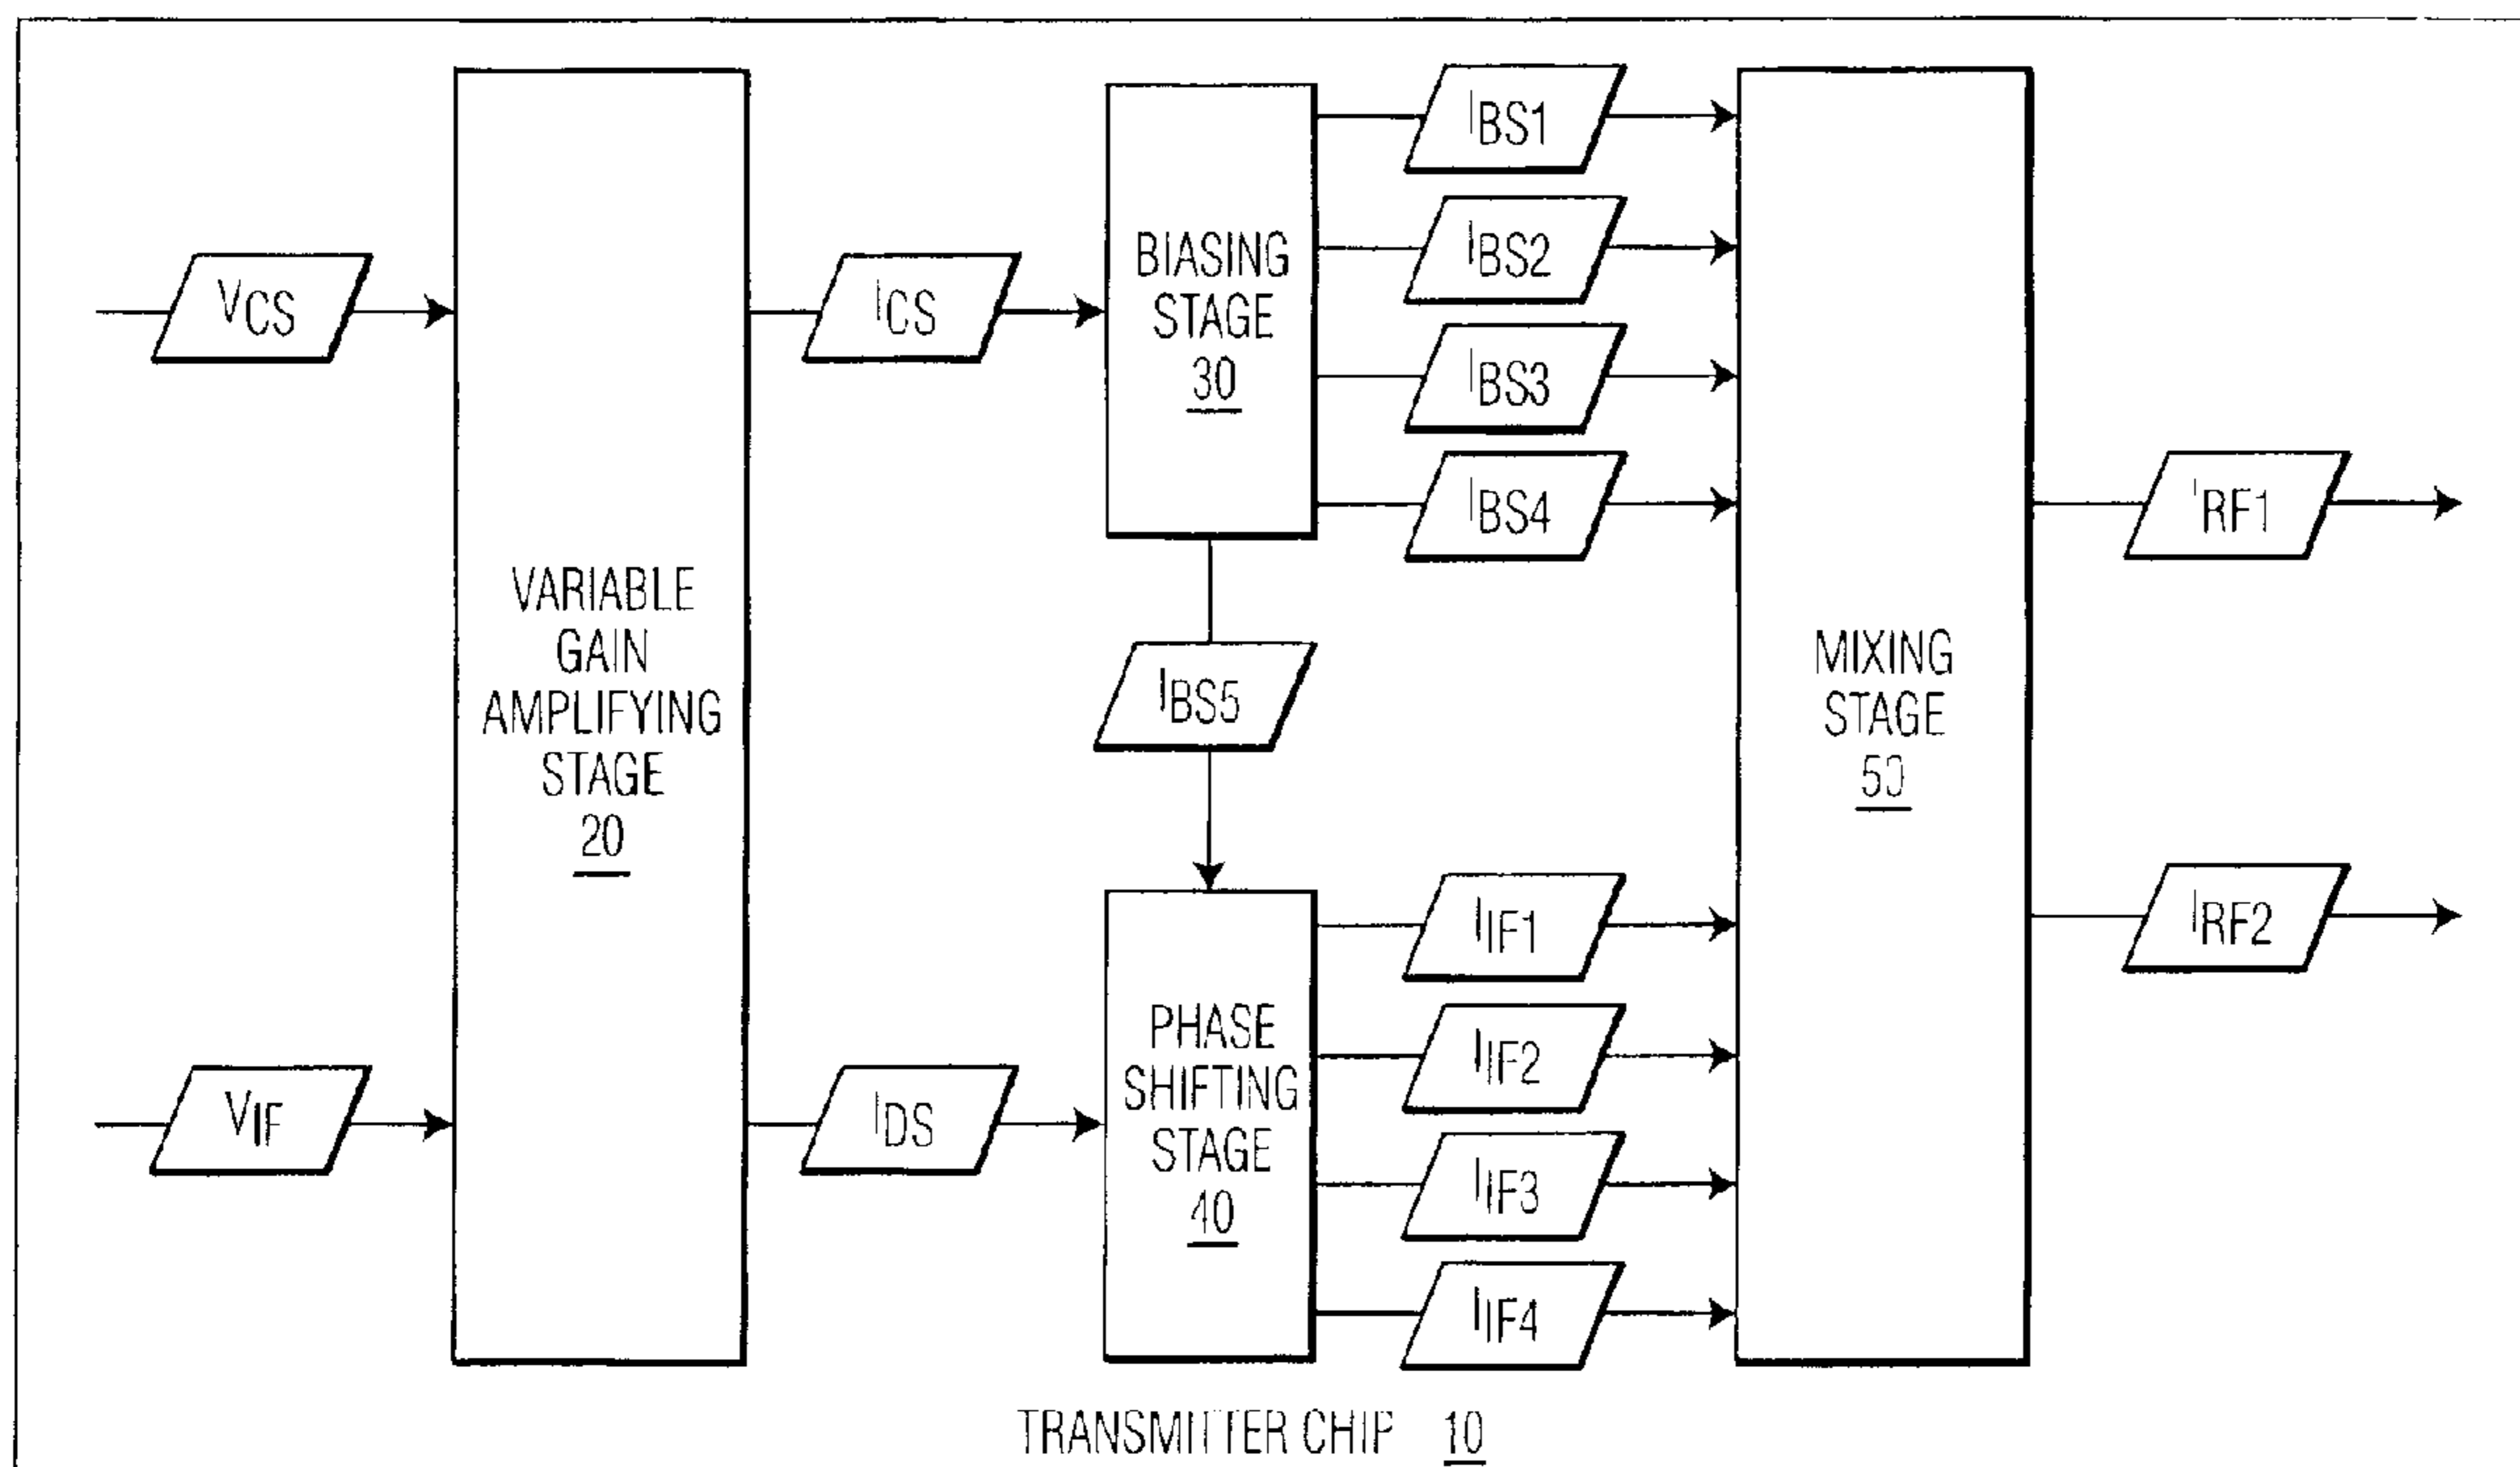 VCS
VIF
VARIABLE
GAIN
AMPLIFYING
STAGE
20
ICS
IDS
BIASING
STAGE
30
IBS5
PHASE
SHIFTING
STAGE
40
IBS1
IBS2
IBS3
IBS4
IIF1
IIF2
IIF3
IIF4
MIXING
STAGE
50
IRF1
IRF2
TRANSMITTER CHIP 10